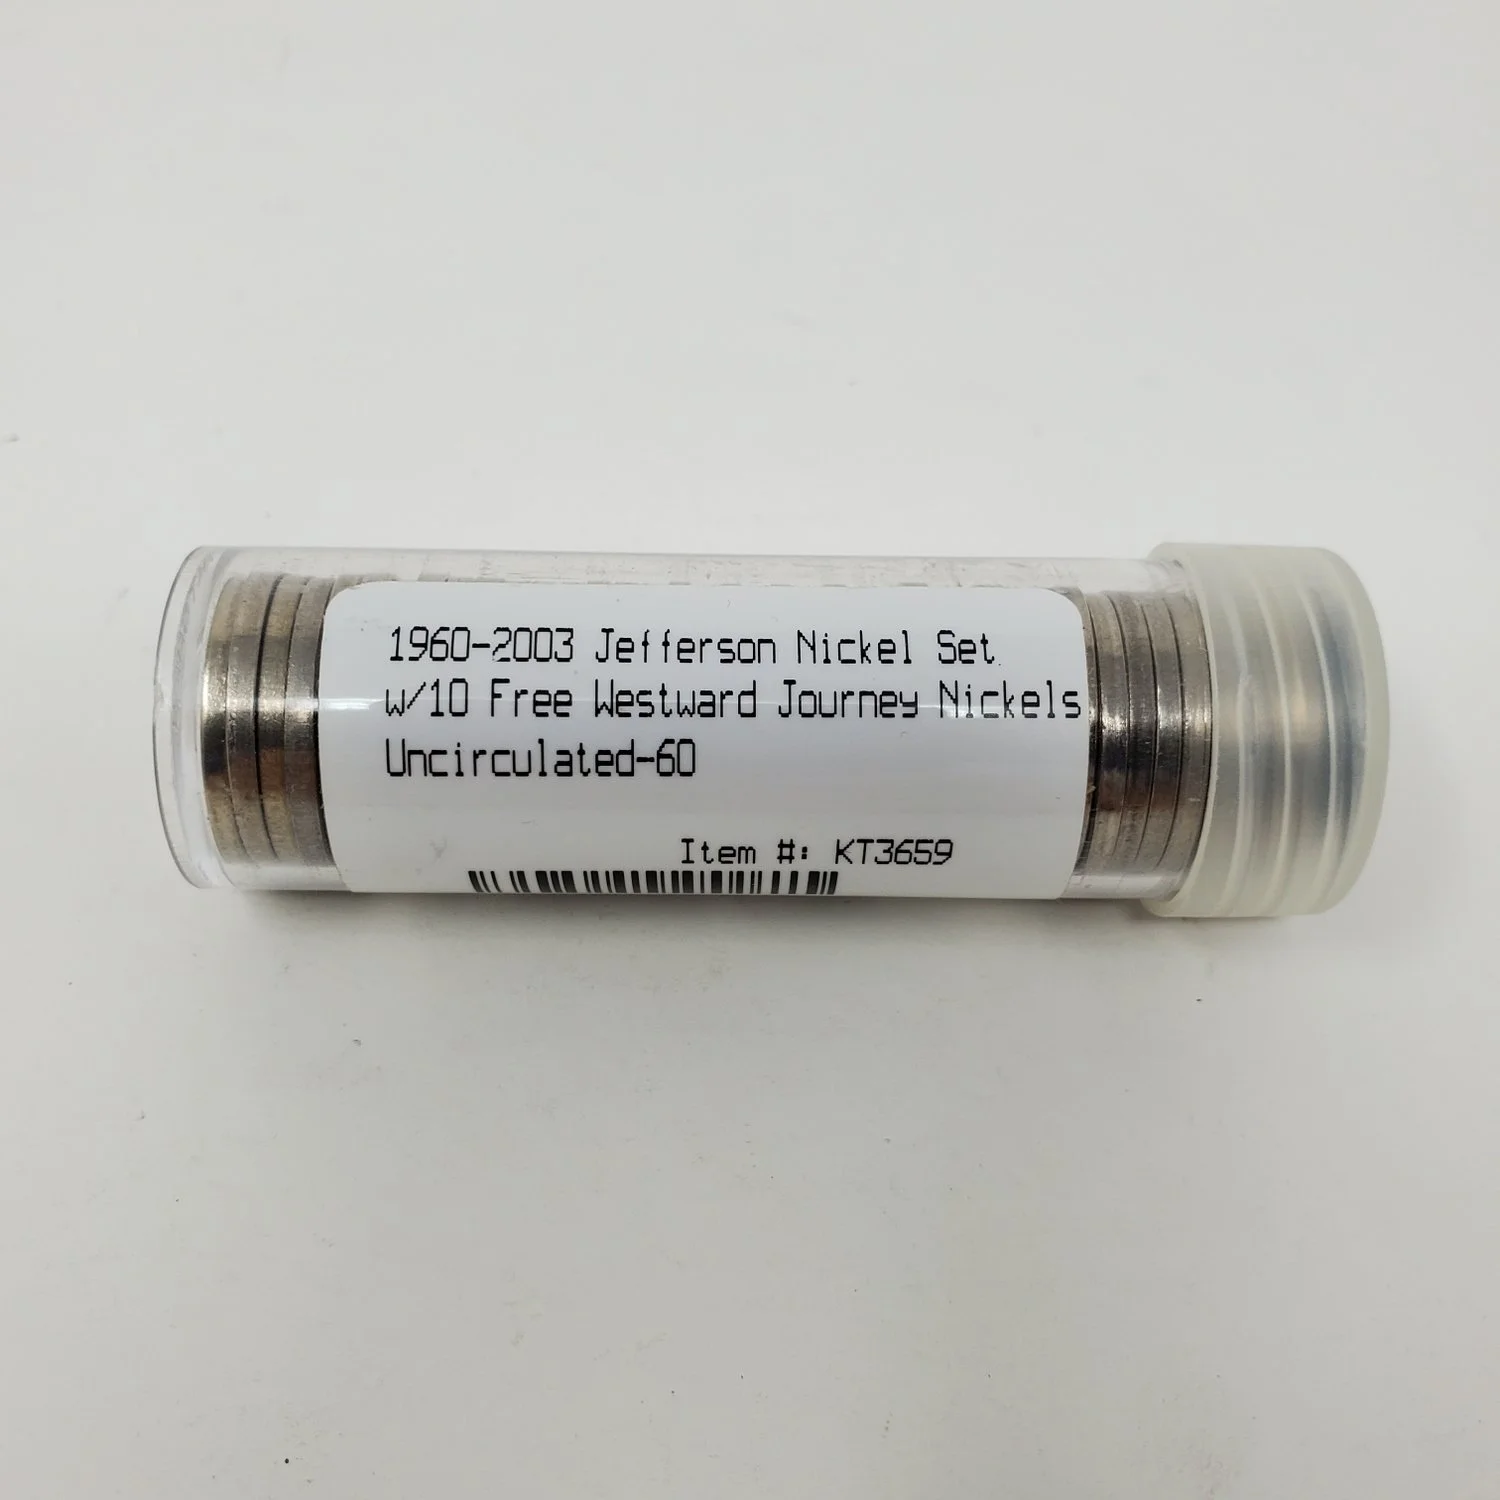 1960-2003 Jefferson Nickel Set
w/10 Free Westward Journey Nickels
Uncirculated-60
Item #: KT3659